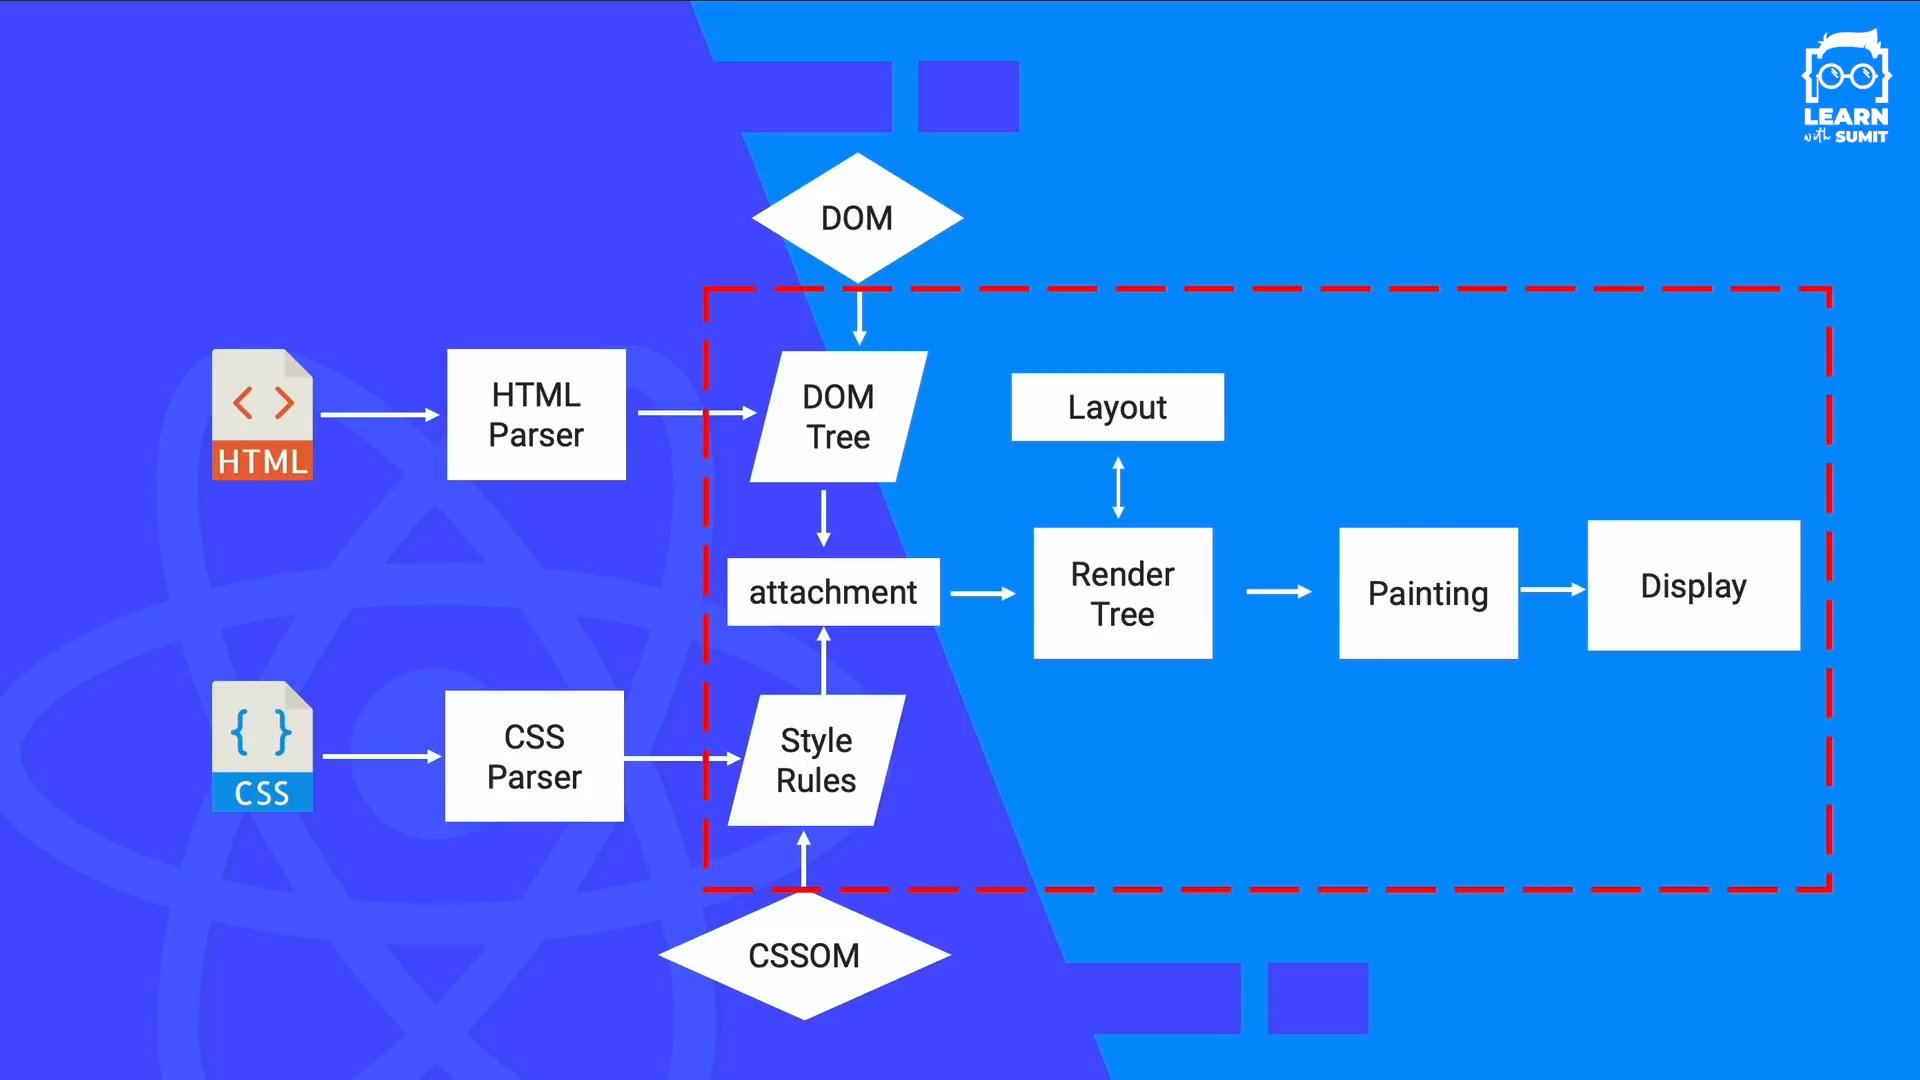 LEARN
with SUMIT
DOM
HTML
HTML
Parser
DOM
Tree
Layout
attachment
Render
Tree
Painting
Display
CSS
CSS
Parser
Style
Rules
CSSOM